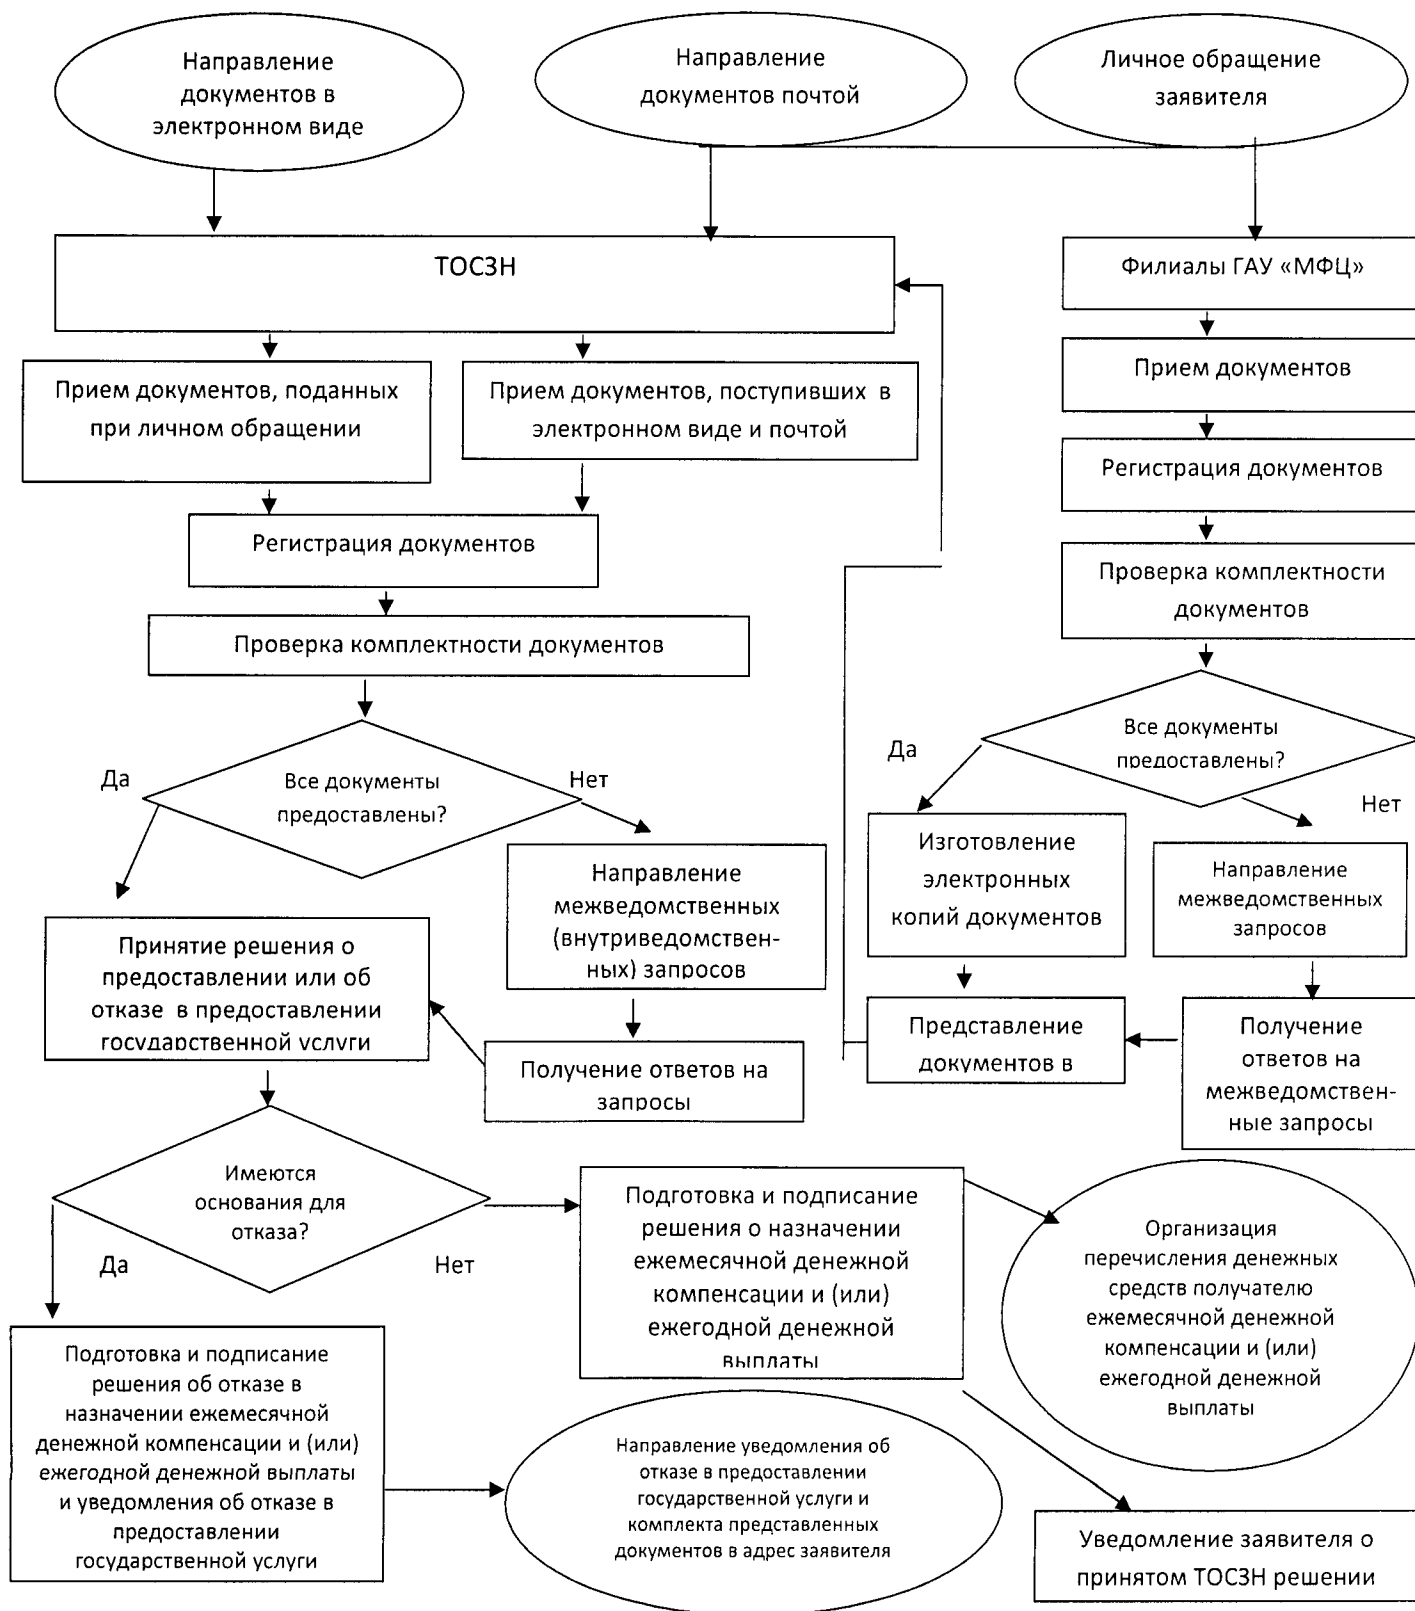 Направление
документов в
электронном виде
Направление
документов почтой
Личное обращение
заявителя
ТОСЗН
Филиалы ГАУ «МФЦ»
Прием документов, поданных
при личном обращении
Прием документов, поступивших в
электронном виде и почтой
Прием документов
Регистрация документов
Регистрация документов
Проверка комплектности документов
Проверка комплектности
документов
Да
Все документы
предоставлены?
Нет
Да
Все документы
предоставлены?
Нет
Направление
межведомственных
(внутриведомствен-
ных) запросов
Изготовление
электронных
копий документов
Направление
межведомственных
запросов
Принятие решения о
предоставлении или об
отказе в предоставлении
государственной услуги
Получение ответов на
запросы
Представление
документов в
Получение
ответов на
межведомствен-
ные запросы
Имеются
основания для
отказа?
Да
Нет
Подготовка и подписание
решения о назначении
ежемесячной денежной
компенсации и (или)
ежегодной денежной
выплаты
Организация
перечисления денежных
средств получателю
ежемесячной денежной
компенсации и (или)
ежегодной денежной
выплаты
Подготовка и подписание
решения об отказе в
назначении ежемесячной
денежной компенсации и (или)
ежегодной денежной выплаты
и уведомления об отказе в
предоставлении
государственной услуги
Направление уведомления об
отказе в предоставлении
государственной услуги и
комплекта представленных
документов в адрес заявителя
Уведомление заявителя о
принятом ТОСЗН решении